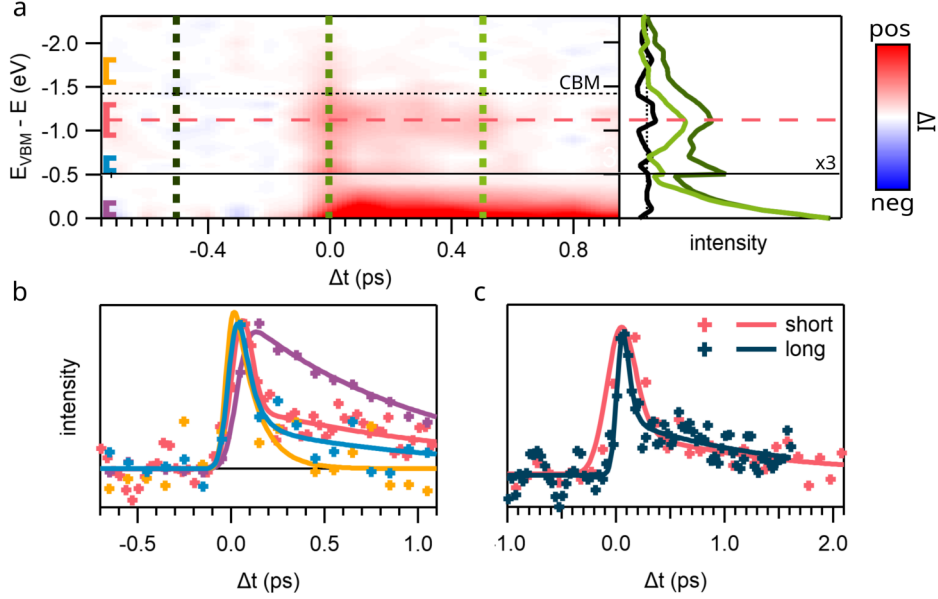 a
E_VBM - E (eV)
-2.0
-1.5
-1.0
-0.5
0.0
CBM
x3
-0.4
0.0
0.4
0.8
Δt (ps)
intensity
pos
ΔI
neg
b
intensity
-0.5
0.0
0.5
1.0
Δt (ps)
c
short
long
-1.0
0.0
1.0
2.0
Δt (ps)